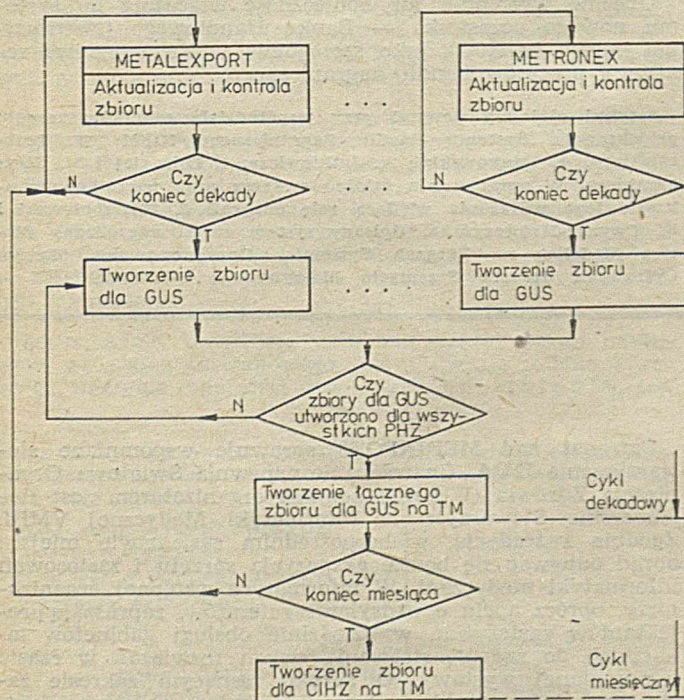 METALEXPORT
Aktualizacja i kontrola
zbioru
METRONEX
Aktualizacja i kontrola
zbioru
. . .
N
Czy
koniec dekady
. . .
N
Czy
koniec dekady
T
T
Tworzenie zbioru
dla GUS
. . .
Tworzenie zbioru
dla GUS
N
Czy
zbiory dla GUS
utworzono dla wszy-
stkich PHZ
T
Tworzenie łącznego
zbioru dla GUS na TM
Cykl
dekadowy
N
Czy
koniec miesiąca
T
Tworzenie zbioru
dla CIHZ na TM
Cykl
miesięczny